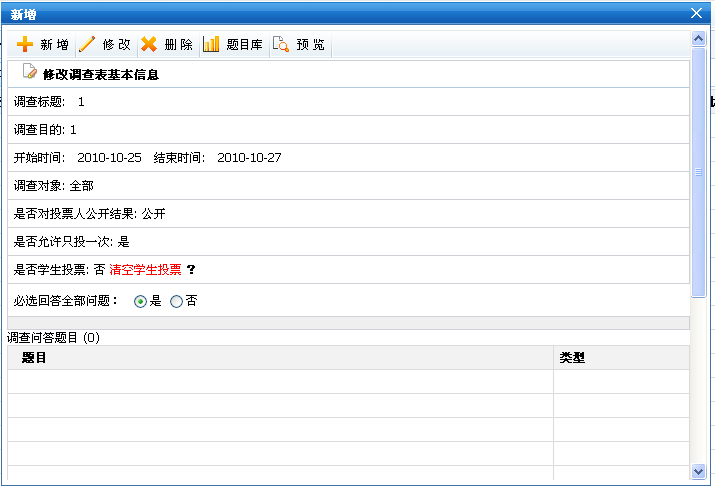 新增
新 增 修 改 删 除 题目库 预 览
修改调查表基本信息
调查标题: 1
调查目的: 1
开始时间: 2010-10-25 结束时间: 2010-10-27
调查对象: 全部
是否对投票人公开结果: 公开
是否允许只投一次: 是
是否学生投票: 否 清空学生投票 ?
必选回答全部问题: 是 否
调查问答题目 (0)
题目 类型